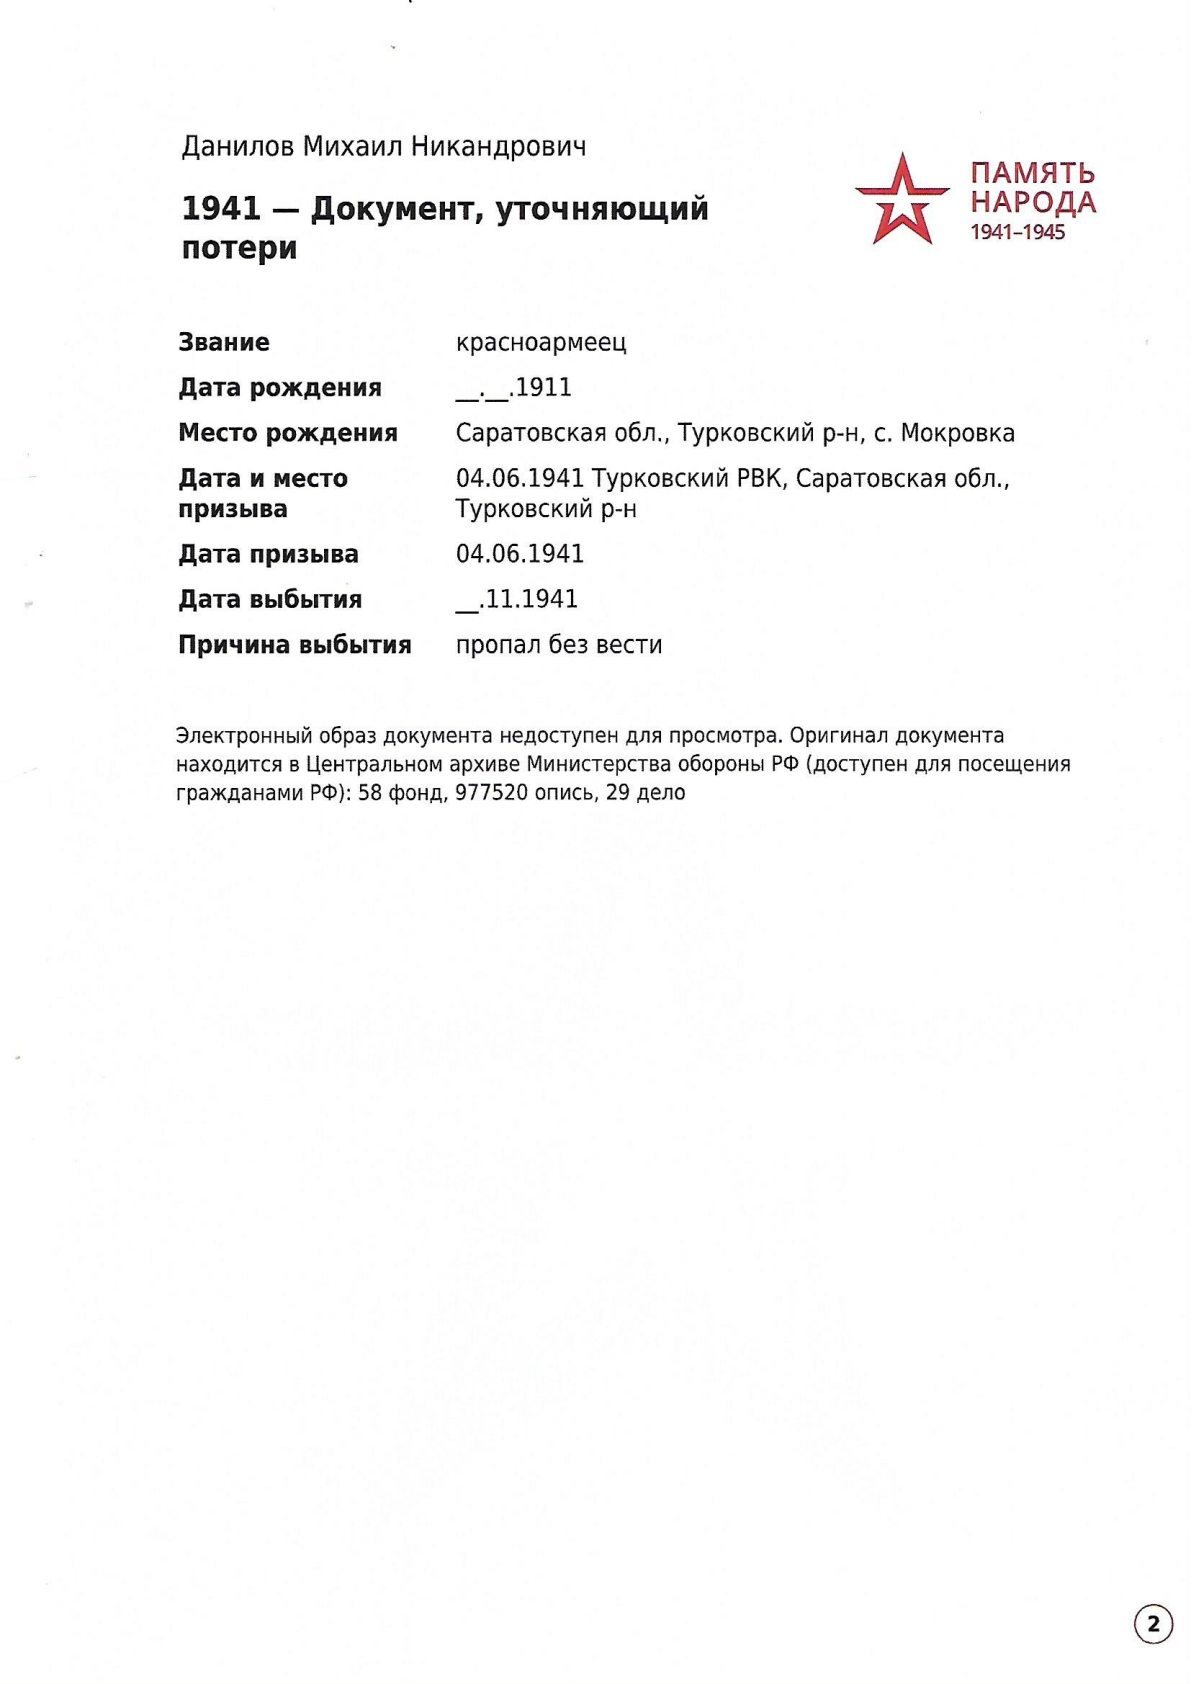 Данилов Михаил Никандрович
1941 — Документ, уточняющий
потери
ПАМЯТЬ
НАРОДА
1941–1945
Звание красноармеец
Дата рождения __.__.1911
Место рождения Саратовская обл., Турковский р-н, с. Мокровка
Дата и место 04.06.1941 Турковский РВК, Саратовская обл.,
призыва Турковский р-н
Дата призыва 04.06.1941
Дата выбытия __.11.1941
Причина выбытия пропал без вести
Электронный образ документа недоступен для просмотра. Оригинал документа
находится в Центральном архиве Министерства обороны РФ (доступен для посещения
гражданами РФ): 58 фонд, 977520 опись, 29 дело
2